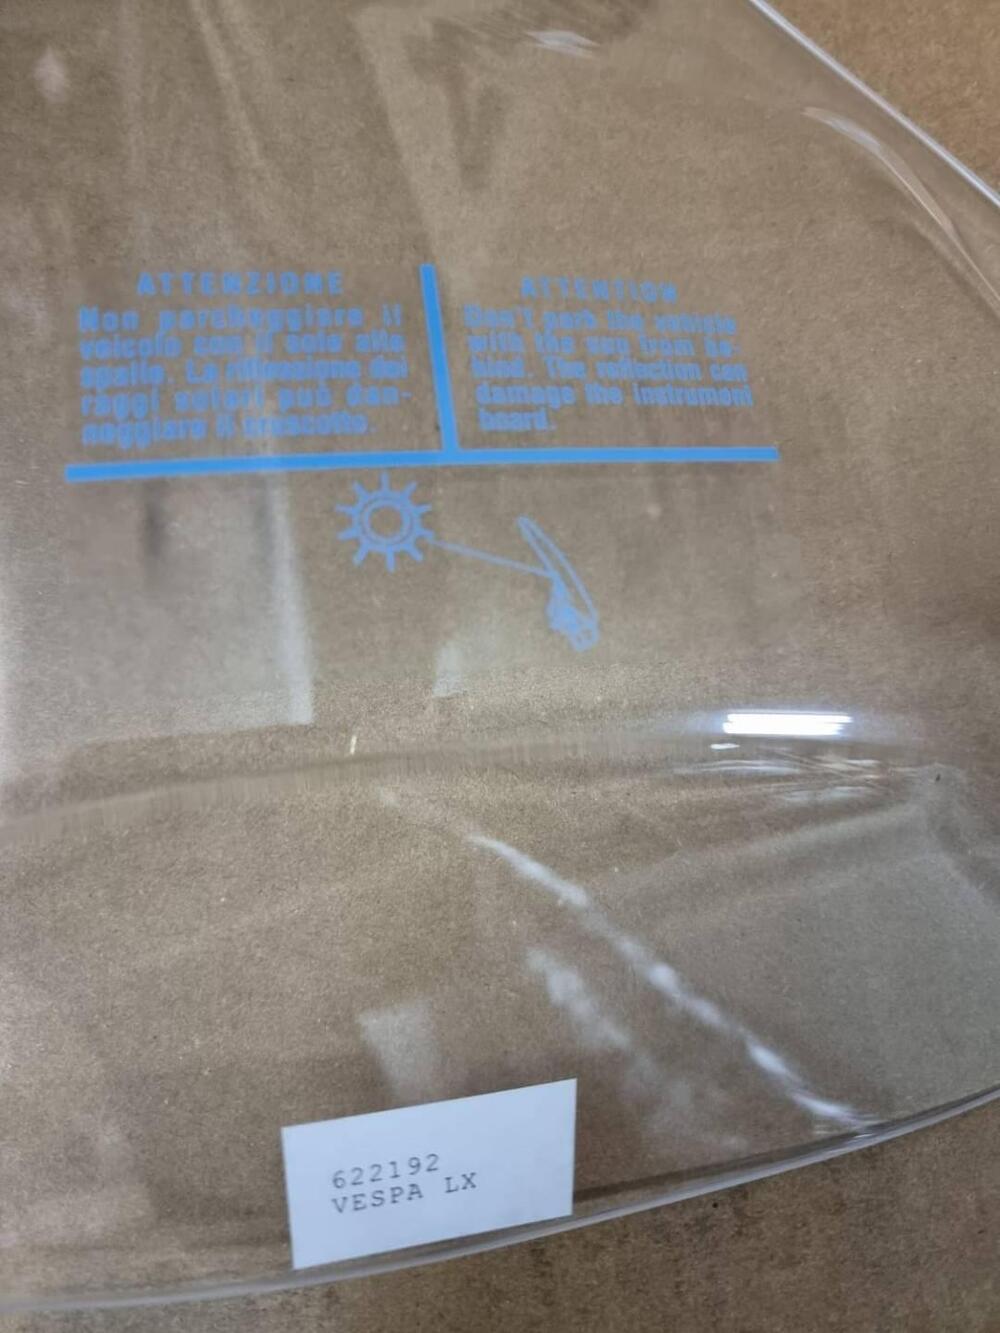 ATTENZIONE
Non parcheggiare il
veicolo con il sole alle
spalle. La riflessione dei
raggi solari può dan-
neggiare il cruscotto.
ATTENTION
Don't park the vehicle
with the sun from be-
hind. The reflection can
damage the instrument
board.
622192
VESPA LX